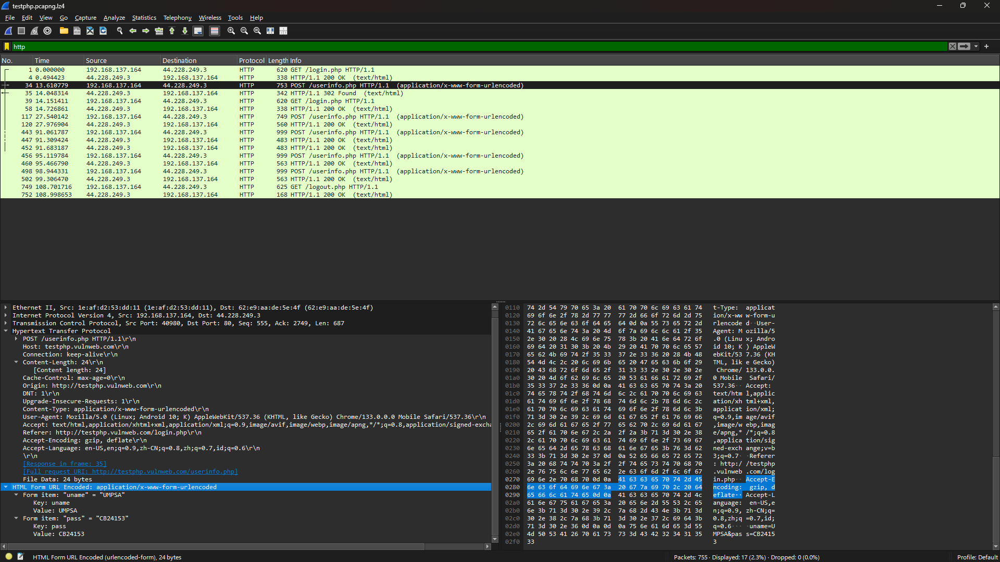 testphp.pcapng.lz4
File Edit View Go Capture Analyze Statistics Telephony Wireless Tools Help
http
No. Time Source Destination Protocol Length Info
1 0.000000 192.168.137.164 44.228.249.3 HTTP 620 GET /login.php HTTP/1.1
4 0.494423 44.228.249.3 192.168.137.164 HTTP 338 HTTP/1.1 200 OK (text/html)
34 13.610779 192.168.137.164 44.228.249.3 HTTP 753 POST /userinfo.php HTTP/1.1 (application/x-www-form-urlencoded)
35 14.048314 44.228.249.3 192.168.137.164 HTTP 342 HTTP/1.1 302 Found (text/html)
39 14.151411 192.168.137.164 44.228.249.3 HTTP 620 GET /login.php HTTP/1.1
58 14.726861 44.228.249.3 192.168.137.164 HTTP 338 HTTP/1.1 200 OK (text/html)
117 27.540142 192.168.137.164 44.228.249.3 HTTP 749 POST /userinfo.php HTTP/1.1 (application/x-www-form-urlencoded)
120 27.976904 44.228.249.3 192.168.137.164 HTTP 560 HTTP/1.1 200 OK (text/html)
443 91.061787 192.168.137.164 44.228.249.3 HTTP 999 POST /userinfo.php HTTP/1.1 (application/x-www-form-urlencoded)
447 91.309424 44.228.249.3 192.168.137.164 HTTP 483 HTTP/1.1 200 OK (text/html)
452 91.683187 44.228.249.3 192.168.137.164 HTTP 483 HTTP/1.1 200 OK (text/html)
456 95.119784 192.168.137.164 44.228.249.3 HTTP 999 POST /userinfo.php HTTP/1.1 (application/x-www-form-urlencoded)
460 95.466790 44.228.249.3 192.168.137.164 HTTP 563 HTTP/1.1 200 OK (text/html)
498 98.944331 192.168.137.164 44.228.249.3 HTTP 999 POST /userinfo.php HTTP/1.1 (application/x-www-form-urlencoded)
502 99.306470 44.228.249.3 192.168.137.164 HTTP 563 HTTP/1.1 200 OK (text/html)
749 108.701716 192.168.137.164 44.228.249.3 HTTP 625 GET /logout.php HTTP/1.1
752 108.998653 44.228.249.3 192.168.137.164 HTTP 168 HTTP/1.1 200 OK (text/html)
Ethernet II, Src: 1e:af:d2:53:dd:11 (1e:af:d2:53:dd:11), Dst: 62:e9:aa:de:5e:4f (62:e9:aa:de:5e:4f)
Internet Protocol Version 4, Src: 192.168.137.164, Dst: 44.228.249.3
Transmission Control Protocol, Src Port: 40980, Dst Port: 80, Seq: 555, Ack: 2749, Len: 687
Hypertext Transfer Protocol
POST /userinfo.php HTTP/1.1\r\n
Host: testphp.vulnweb.com\r\n
Connection: keep-alive\r\n
Content-Length: 24\r\n
[Content length: 24]
Cache-Control: max-age=0\r\n
Origin: http://testphp.vulnweb.com\r\n
DNT: 1\r\n
Upgrade-Insecure-Requests: 1\r\n
Content-Type: application/x-www-form-urlencoded\r\n
User-Agent: Mozilla/5.0 (Linux; Android 10; K) AppleWebKit/537.36 (KHTML, like Gecko) Chrome/133.0.0.0 Mobile Safari/537.36\r\n
Accept: text/html,application/xhtml+xml,application/xml;q=0.9,image/avif,image/webp,image/apng,*/*;q=0.8,application/signed-excha
Referer: http://testphp.vulnweb.com/login.php\r\n
Accept-Encoding: gzip, deflate\r\n
Accept-Language: en-US,en;q=0.9,zh-CN;q=0.8,zh;q=0.7,id;q=0.6\r\n
\r\n
[Response in frame: 35]
[Full request URI: http://testphp.vulnweb.com/userinfo.php]
File Data: 24 bytes
HTML Form URL Encoded: application/x-www-form-urlencoded
Form item: "uname" = "UMPSA"
Key: uname
Value: UMPSA
Form item: "pass" = "CB24153"
Key: pass
Value: CB24153
0110 74 2d 54 79 70 65 3a 20 61 70 70 6c 69 63 61 74 t-Type: applicat
0120 69 6f 6e 2f 78 2d 77 77 77 2d 66 6f 72 6d 2d 75 ion/x-ww w-form-u
0130 72 6c 65 6e 63 6f 64 65 64 0d 0a 55 73 65 72 2d rlencode d··User-
0140 41 67 65 6e 74 3a 20 4d 6f 7a 69 6c 6c 61 2f 35 Agent: M ozilla/5
0150 2e 30 20 28 4c 69 6e 75 78 3b 20 41 6e 64 72 6f .0 (Linu x; Andro
0160 69 64 20 31 30 3b 20 4b 29 20 41 70 70 6c 65 57 id 10; K ) AppleW
0170 65 62 4b 69 74 2f 35 33 37 2e 33 36 20 28 4b 48 ebKit/53 7.36 (KH
0180 54 4d 4c 2c 20 6c 69 6b 65 20 47 65 63 6b 6f 29 TML, lik e Gecko)
0190 20 43 68 72 6f 6d 65 2f 31 33 33 2e 30 2e 30 2e Chrome/ 133.0.0.
01a0 30 20 4d 6f 62 69 6c 65 20 53 61 66 61 72 69 2f 0 Mobile Safari/
01b0 35 33 37 2e 33 36 0d 0a 41 63 63 65 70 74 3a 20 537.36·· Accept:
01c0 74 65 78 74 2f 68 74 6d 6c 2c 61 70 70 6c 69 63 text/htm l,applic
01d0 61 74 69 6f 6e 2f 78 68 74 6d 6c 2b 78 6d 6c 2c ation/xh tml+xml,
01e0 61 70 70 6c 69 63 61 74 69 6f 6e 2f 78 6d 6c 3b applicat ion/xml;
01f0 71 3d 30 2e 39 2c 69 6d 61 67 65 2f 61 76 69 66 q=0.9,im age/avif
0200 2c 69 6d 61 67 65 2f 77 65 62 70 2c 69 6d 61 67 ,image/w ebp,imag
0210 65 2f 61 70 6e 67 2c 2a 2f 2a 3b 71 3d 30 2e 38 e/apng,* /*;q=0.8
0220 2c 61 70 70 6c 69 63 61 74 69 6f 6e 2f 73 69 67 ,applica tion/sig
0230 6e 65 64 2d 65 78 63 68 61 6e 67 65 3b 76 3d 62 ned-exch ange;v=b
0240 33 3b 71 3d 30 2e 37 0d 0a 52 65 66 65 72 65 72 3;q=0.7· ·Referer
0250 3a 20 68 74 74 70 3a 2f 2f 74 65 73 74 70 68 70 : http:/ /testphp
0260 2e 76 75 6c 6e 77 65 62 2e 63 6f 6d 2f 6c 6f 67 .vulnweb .com/log
0270 69 6e 2e 70 68 70 0d 0a 41 63 63 65 70 74 2d 45 in.php·· Accept-E
0280 6e 63 6f 64 69 6e 67 3a 20 67 7a 69 70 2c 20 64 ncoding: gzip, d
0290 65 66 6c 61 74 65 0d 0a 41 63 63 65 70 74 2d 4c eflate·· Accept-L
02a0 61 6e 67 75 61 67 65 3a 20 65 6e 2d 55 53 2c 65 anguage: en-US,e
02b0 6e 3b 71 3d 30 2e 39 2c 7a 68 2d 43 4e 3b 71 3d n;q=0.9, zh-CN;q=
02c0 30 2e 38 2c 7a 68 3b 71 3d 30 2e 37 2c 69 64 3b 0.8,zh;q =0.7,id;
02d0 71 3d 30 2e 36 0d 0a 0d 0a 75 6e 61 6d 65 3d 55 q=0.6··· ·uname=U
02e0 4d 50 53 41 26 70 61 73 73 3d 43 42 32 34 31 35 MPSA&pas s=CB2415
02f0 33 3
HTML Form URL Encoded (urlencoded-form), 24 bytes
Packets: 755 · Displayed: 17 (2.3%) · Dropped: 0 (0.0%)
Profile: Default